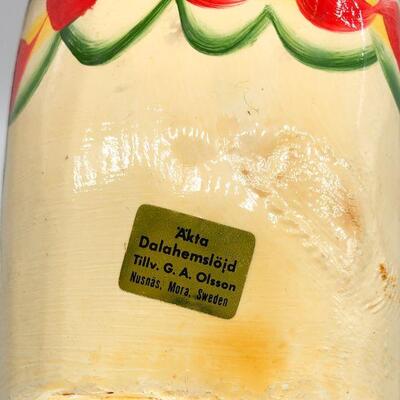 Äkta
Dalahemslöjd
Tillv. G. A. Olsson
Nusnäs, Mora, Sweden